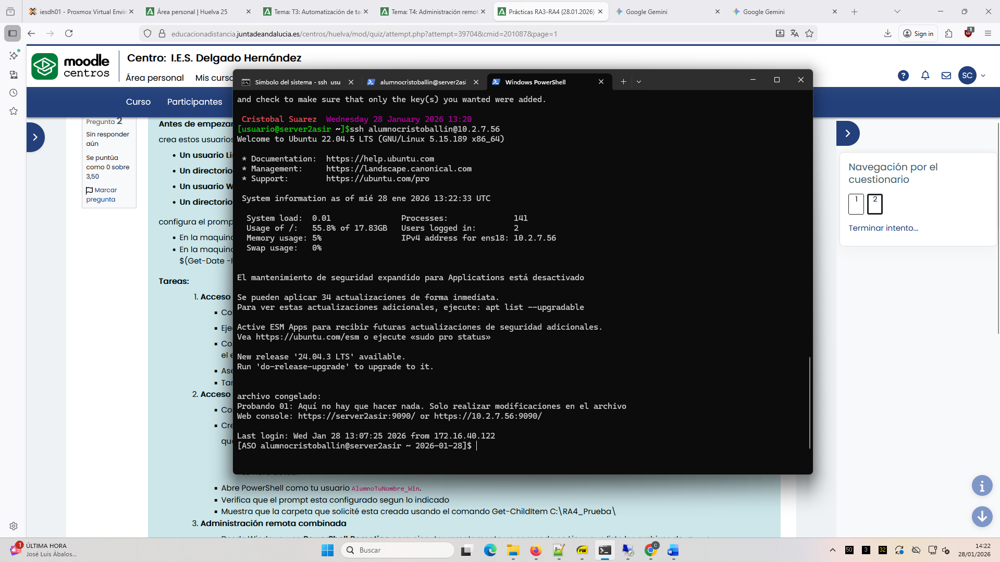 iesdh01 - Proxmox Virtual Envir
Área personal | Huelva 25
Tema: T3: Automatización de ta
Tema: T4: Administración remot
Prácticas RA3-RA4 (28.01.2026)
Google Gemini
Google Gemini
educacionadistancia.juntadeandalucia.es/centros/huelva/mod/quiz/attempt.php?attempt=39704&cmid=201087&page=1
Sign in
1
moodle
centros
Centro: I.E.S. Delgado Hernández
Área personal
Mis curso
SC
Curso
Participantes
Pregunta 2
Sin responder
aún
Se puntúa
como 0 sobre
3,50
Marcar
pregunta
Antes de empezar
crea estos usuarios
Un usuario Li
Un directorio
Un usuario W
Un directorio
configura el promp
En la maquina
En la maquina
$(Get-Date -F
Tareas:
1. Acceso
Co
Eje
Co
el e
Ase
Tar
2. Acceso
Co
Cre
que
Abre PowerShell como tu usuario AlumnoTuNombre_Win.
Verifica que el prompt esta configurado segun lo indicado
Muestra que la carpeta que solicité esta creada usando el comando Get-ChildItem C:\RA4_Prueba\
3. Administración remota combinada
Símbolo del sistema - ssh usu
alumnocristoballin@server2asi
Windows PowerShell
and check to make sure that only the key(s) you wanted were added.
Cristobal Suarez Wednesday 28 January 2026 13:20
[usuario@server2asir ~]$ssh alumnocristoballin@10.2.7.56
Welcome to Ubuntu 22.04.5 LTS (GNU/Linux 5.15.189 x86_64)
* Documentation: https://help.ubuntu.com
* Management: https://landscape.canonical.com
* Support: https://ubuntu.com/pro
System information as of mié 28 ene 2026 13:22:33 UTC
System load: 0.01 Processes: 141
Usage of /: 55.8% of 17.83GB Users logged in: 2
Memory usage: 5% IPv4 address for ens18: 10.2.7.56
Swap usage: 0%
El mantenimiento de seguridad expandido para Applications está desactivado
Se pueden aplicar 34 actualizaciones de forma inmediata.
Para ver estas actualizaciones adicionales, ejecute: apt list --upgradable
Active ESM Apps para recibir futuras actualizaciones de seguridad adicionales.
Vea https://ubuntu.com/esm o ejecute «sudo pro status»
New release '24.04.3 LTS' available.
Run 'do-release-upgrade' to upgrade to it.
archivo congelado:
Probando 01: Aquí no hay que hacer nada. Solo realizar modificaciones en el archivo
Web console: https://server2asir:9090/ or https://10.2.7.56:9090/
Last login: Wed Jan 28 13:07:25 2026 from 172.16.40.122
[ASO alumnocristoballin@server2asir ~ 2026-01-28]$
Navegación por el
cuestionario
1
2
Terminar intento...
1
ÚLTIMA HORA
José Luis Ábalos...
Buscar
PDF
C
50
3
32
14:22
28/01/2026